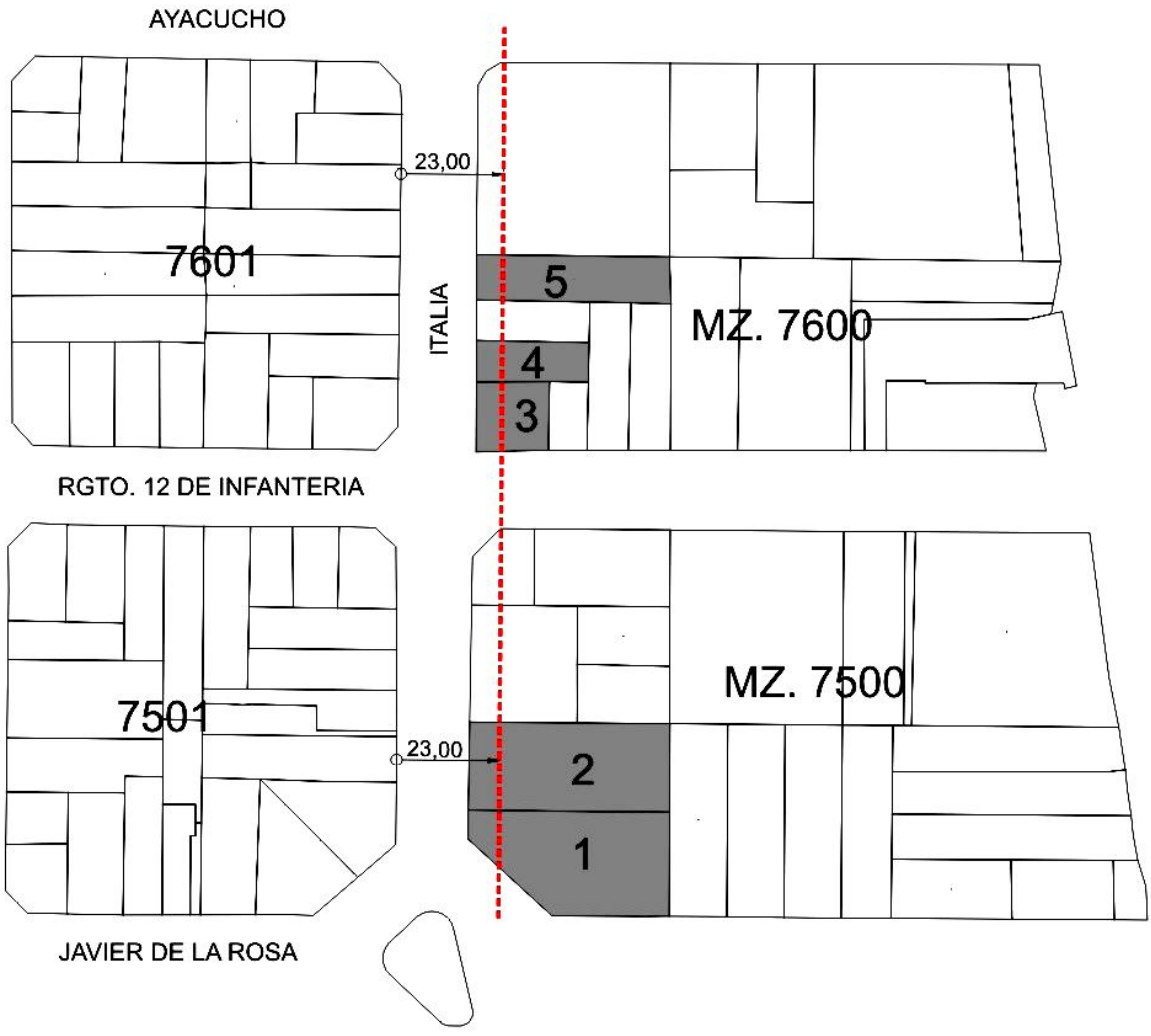 AYACUCHO
23,00
7601
5
ITALIA
MZ. 7600
4
3
RGTO. 12 DE INFANTERIA
MZ. 7500
7501
23,00
2
1
JAVIER DE LA ROSA